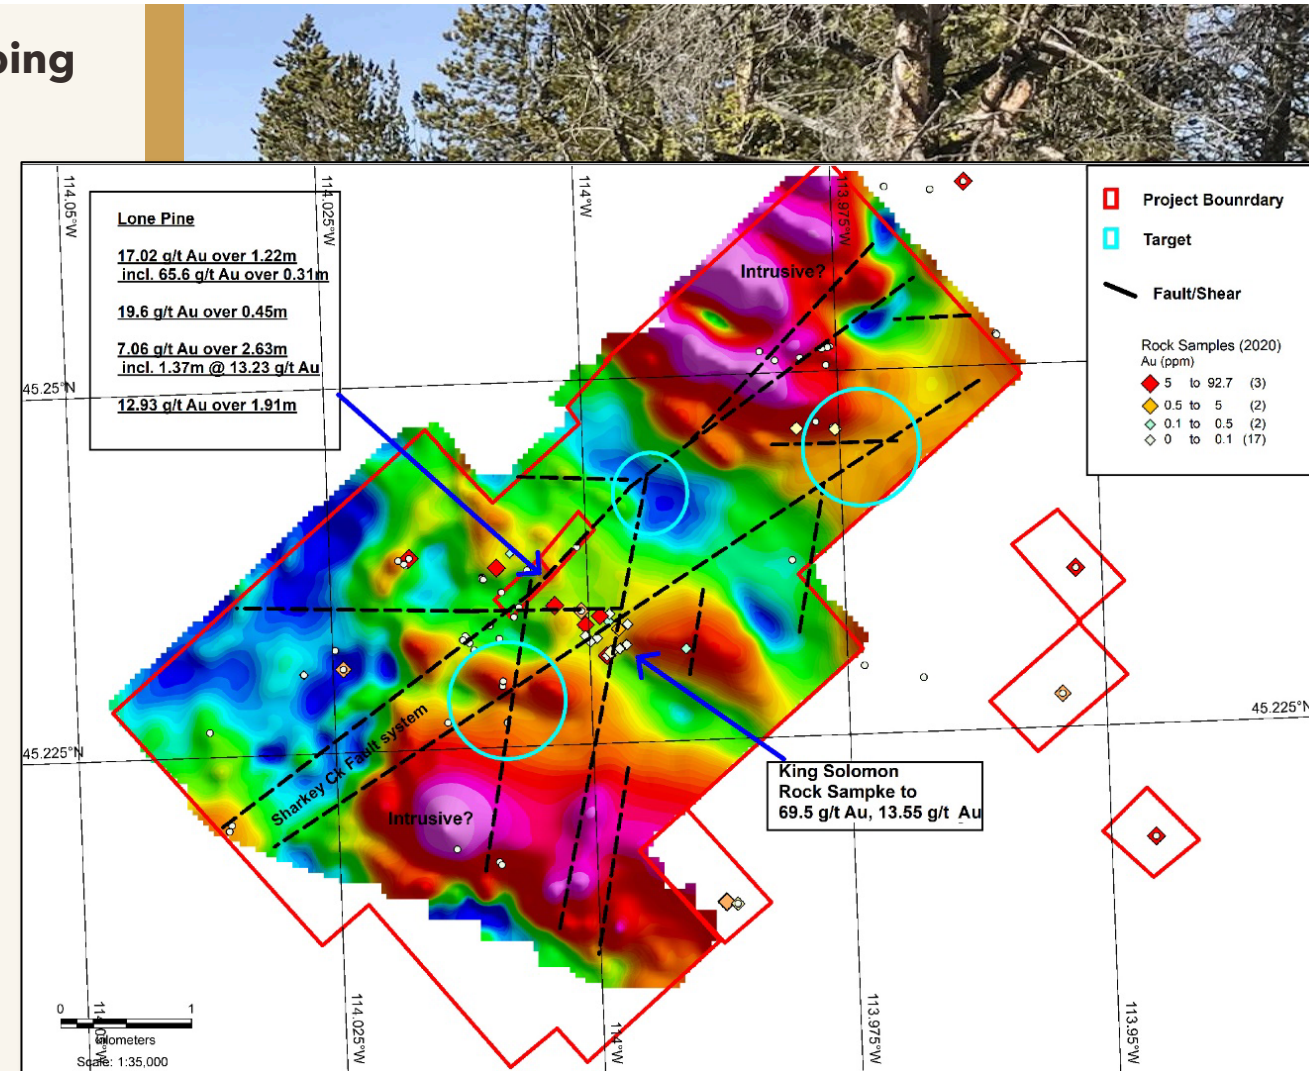 ping
114.05°W
114.025°W
114°W
113.975°W
Lone Pine
17.02 g/t Au over 1.22m
incl. 65.6 g/t Au over 0.31m
19.6 g/t Au over 0.45m
7.06 g/t Au over 2.63m
incl. 1.37m @ 13.23 g/t Au
12.93 g/t Au over 1.91m
Project Bounrdary
Target
Fault/Shear
Rock Samples (2020)
Au (ppm)
5 to 92.7 (3)
0.5 to 5 (2)
0.1 to 0.5 (2)
0 to 0.1 (17)
Intrusive?
45.25°N
45.225°N
45.225°N
Sharkey Ck Fault system
Intrusive?
King Solomon
Rock Sampke to
69.5 g/t Au, 13.55 g/t Au
0 1
kilometers
Scale: 1:35,000
114.05°W
114.025°W
114°W
113.975°W
113.95°W